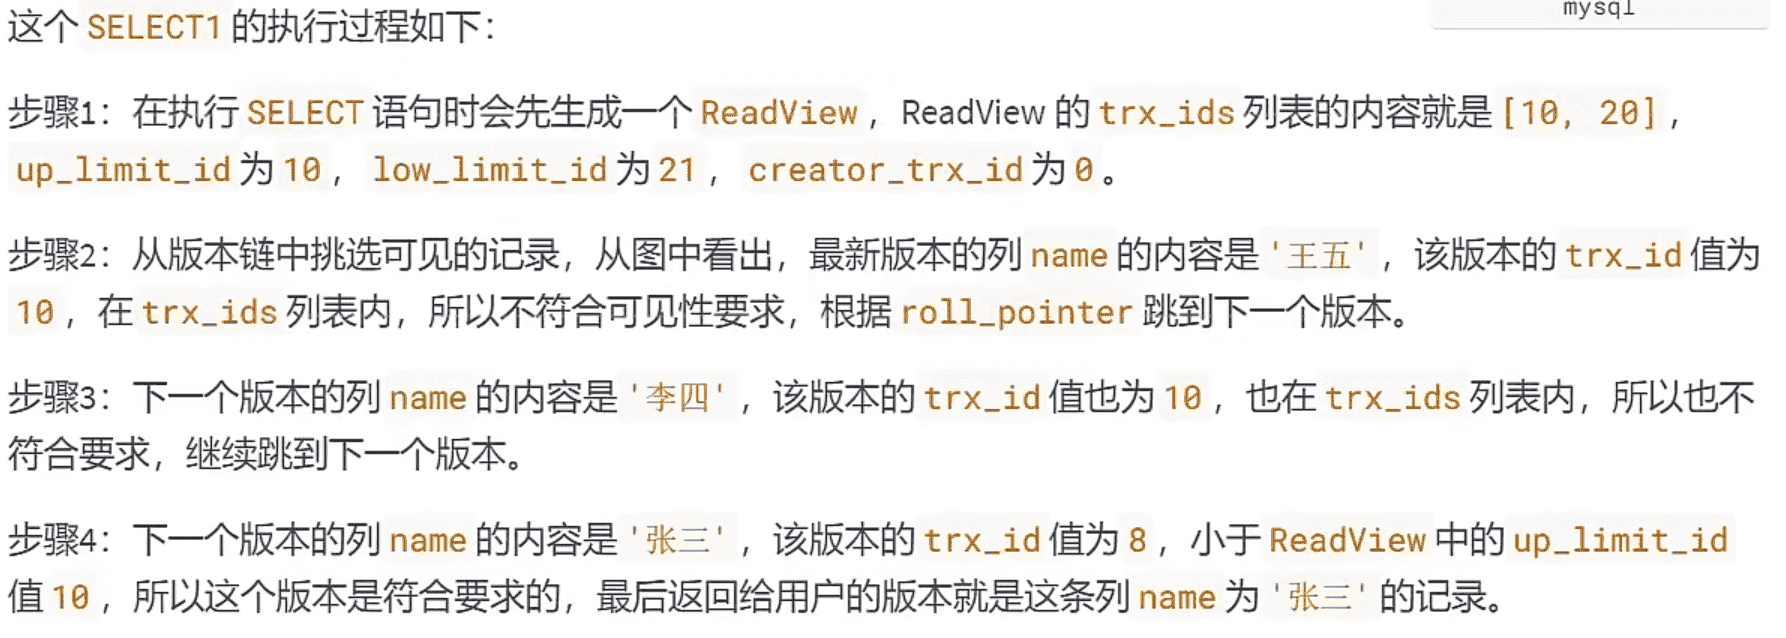 mysql
这个 SELECT1 的执行过程如下：
步骤1：在执行 SELECT 语句时会先生成一个 ReadView ，ReadView 的 trx_ids 列表的内容就是 [10, 20] ，
up_limit_id 为 10 ， low_limit_id 为 21 ， creator_trx_id 为 0 。
步骤2：从版本链中挑选可见的记录，从图中看出，最新版本的列 name 的内容是 '王五' ，该版本的 trx_id 值为
10 ，在 trx_ids 列表内，所以不符合可见性要求，根据 roll_pointer 跳到下一个版本。
步骤3：下一个版本的列 name 的内容是 '李四' ，该版本的 trx_id 值也为 10 ，也在 trx_ids 列表内，所以也不
符合要求，继续跳到下一个版本。
步骤4：下一个版本的列 name 的内容是 '张三' ，该版本的 trx_id 值为 8 ，小于 ReadView 中的 up_limit_id
值 10 ，所以这个版本是符合要求的，最后返回给用户的版本就是这条列 name 为 '张三' 的记录。